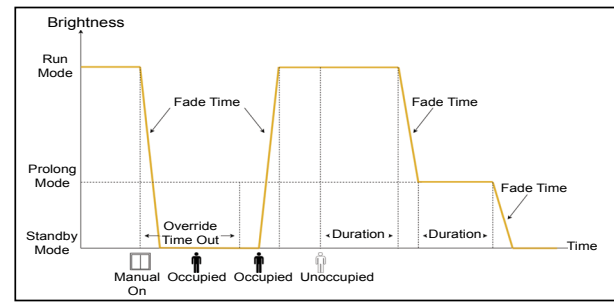 Brightness
Run
Mode
Fade Time
Fade Time
Prolong
Mode
Fade Time
Override
Time Out
Duration
Duration
Standby
Mode
Time
Manual
On
Occupied
Occupied
Unoccupied